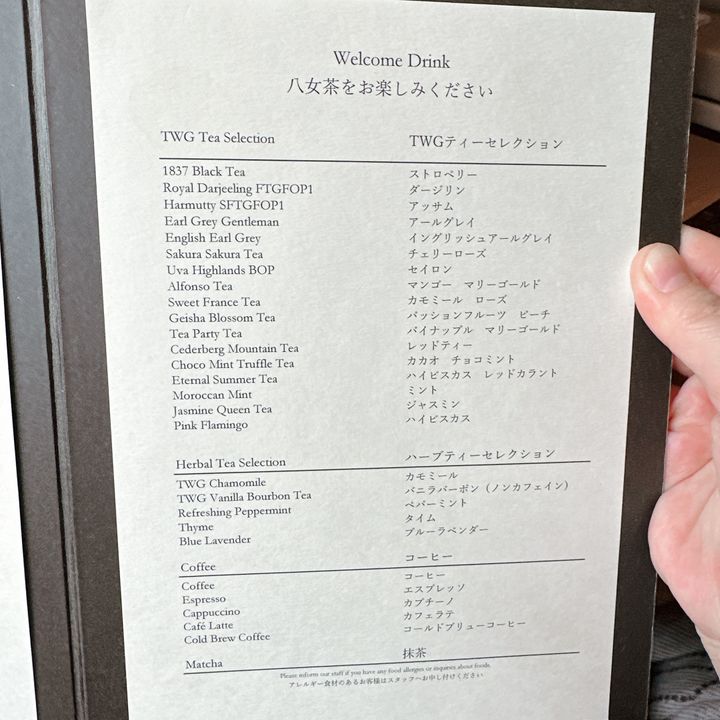 Welcome Drink
八女茶をお楽しみください
TWG Tea Selection TWGティーセレクション
1837 Black Tea ストロベリー
Royal Darjeeling FTGFOP1 ダージリン
Harmutty SFTGFOP1 アッサム
Earl Grey Gentleman アールグレイ
English Earl Grey イングリッシュアールグレイ
Sakura Sakura Tea チェリーローズ
Uva Highlands BOP セイロン
Alfonso Tea マンゴー マリーゴールド
Sweet France Tea カモミール ローズ
Geisha Blossom Tea パッションフルーツ ピーチ
Tea Party Tea パイナップル マリーゴールド
Cederberg Mountain Tea レッドティー
Choco Mint Truffle Tea カカオ チョコミント
Eternal Summer Tea ハイビスカス レッドカラント
Moroccan Mint ミント
Jasmine Queen Tea ジャスミン
Pink Flamingo ハイビスカス
Herbal Tea Selection ハーブティーセレクション
TWG Chamomile カモミール
TWG Vanilla Bourbon Tea バニラバーボン（ノンカフェイン）
Refreshing Peppermint ペパーミント
Thyme タイム
Blue Lavender ブルーラベンダー
Coffee コーヒー
Coffee コーヒー
Espresso エスプレッソ
Cappuccino カプチーノ
Café Latte カフェラテ
Cold Brew Coffee コールドブリューコーヒー
Matcha 抹茶
Please inform our staff if you have any food allergies or inquries about foods.
アレルギー食材のあるお客様はスタッフへお申し付けください